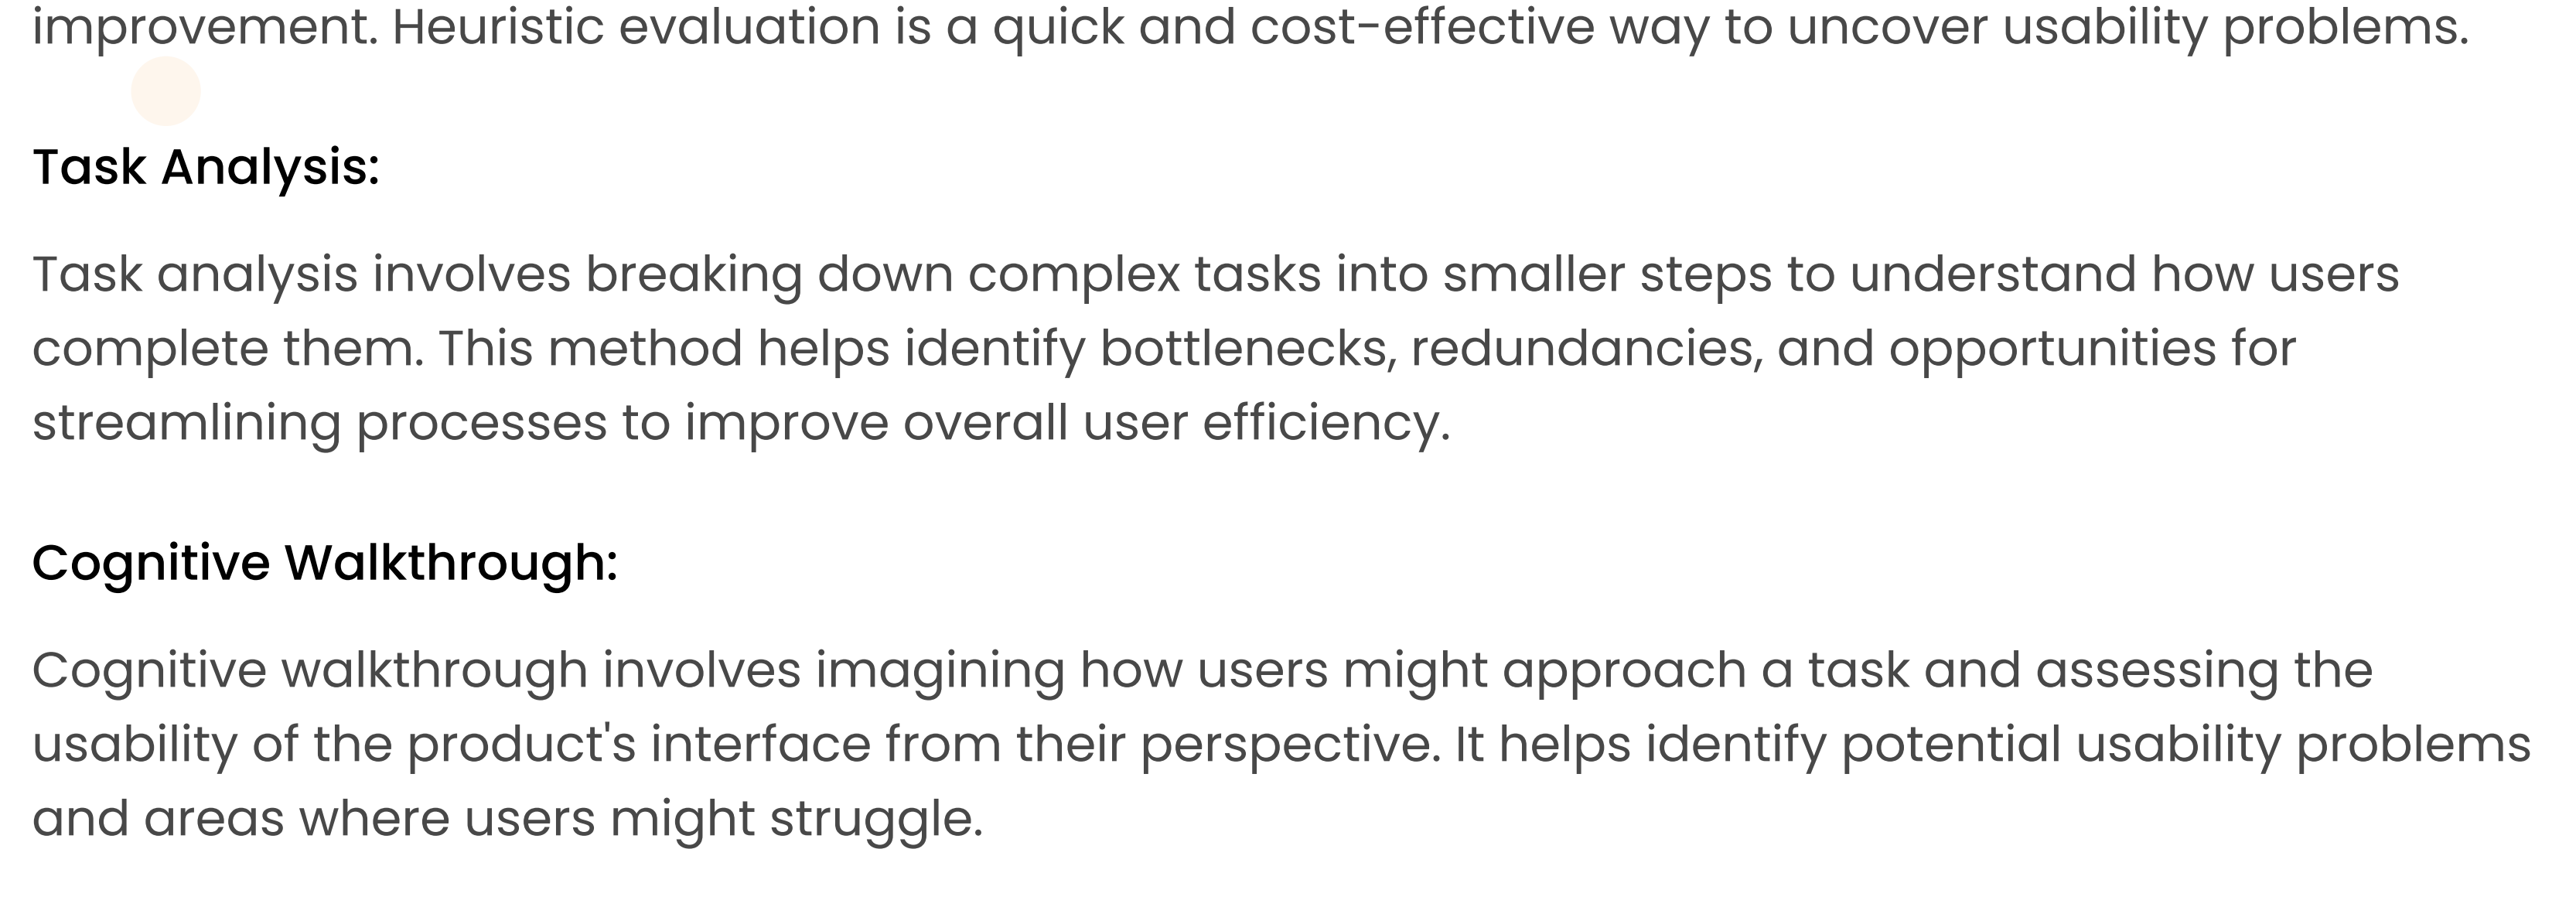 improvement. Heuristic evaluation is a quick and cost-effective way to uncover usability problems.
Task Analysis:
Task analysis involves breaking down complex tasks into smaller steps to understand how users
complete them. This method helps identify bottlenecks, redundancies, and opportunities for
streamlining processes to improve overall user efficiency.
Cognitive Walkthrough:
Cognitive walkthrough involves imagining how users might approach a task and assessing the
usability of the product's interface from their perspective. It helps identify potential usability problems
and areas where users might struggle.